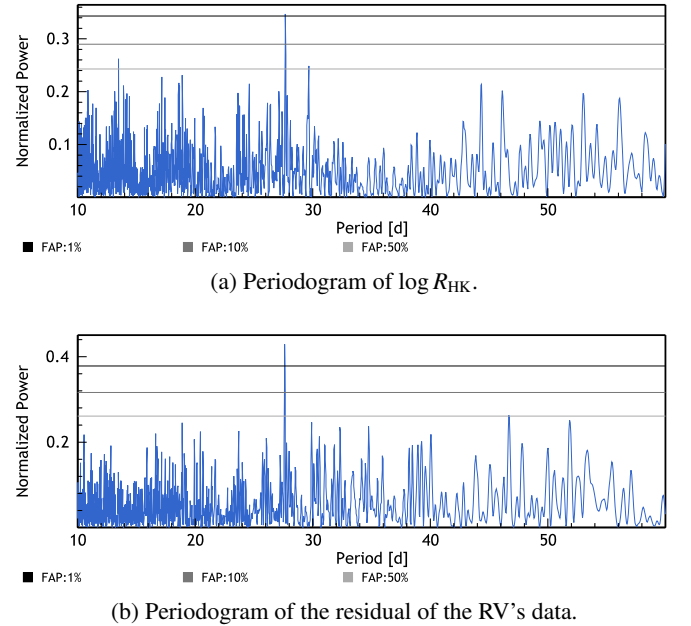 0.3
0.2
0.1
Normalized Power
10 20 30 40 50
Period [d]
FAP:1% FAP:10% FAP:50%
(a) Periodogram of log R_HK.
0.4
0.2
Normalized Power
10 20 30 40 50
Period [d]
FAP:1% FAP:10% FAP:50%
(b) Periodogram of the residual of the RV's data.